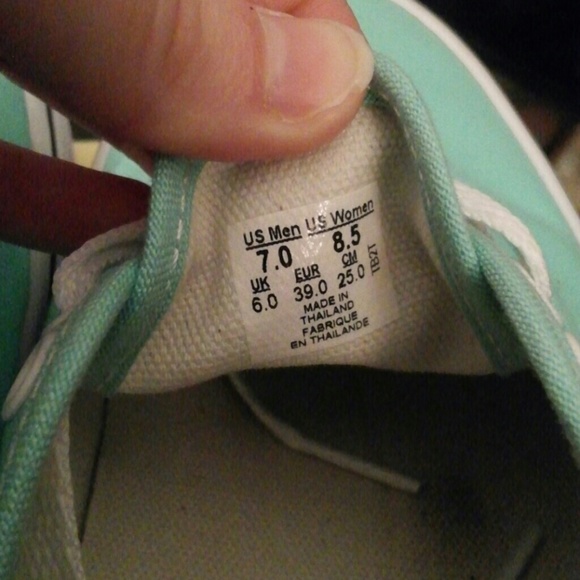 US Men US Women
7.0 8.5
UK EUR CM
6.0 39.0 25.0
MADE IN
THAILAND
FABRIQUE
EN THAILANDE